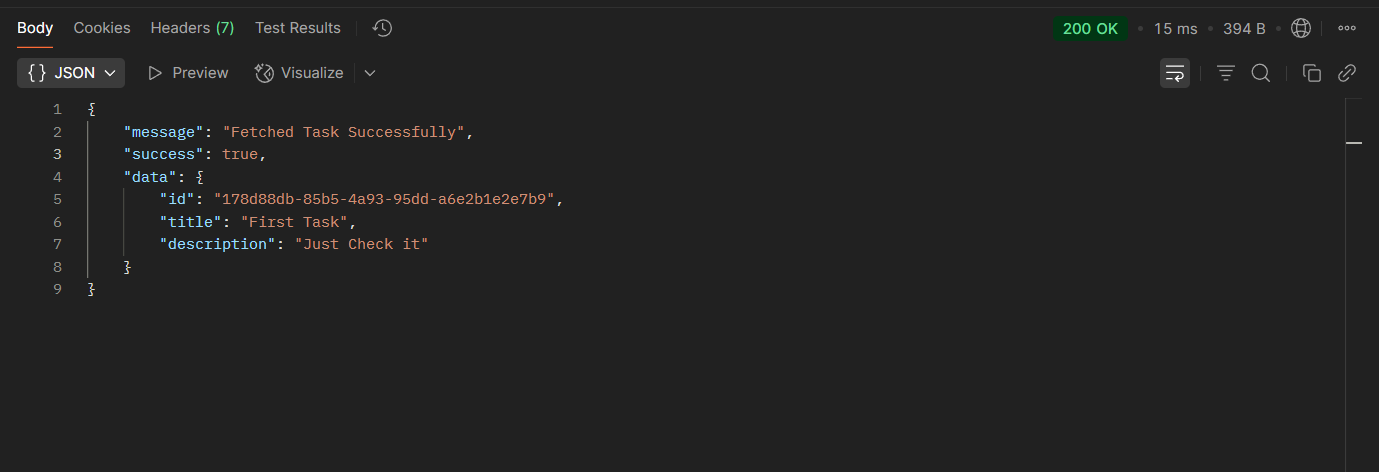 Body Cookies Headers (7) Test Results 200 OK • 15 ms • 394 B •
{} JSON Preview Visualize
1 {
2 "message": "Fetched Task Successfully",
3 "success": true,
4 "data": {
5 "id": "178d88db-85b5-4a93-95dd-a6e2b1e2e7b9",
6 "title": "First Task",
7 "description": "Just Check it"
8 }
9 }